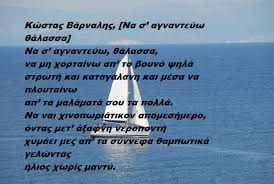 Κώστας Βάρναλης, [Να σ’ αγναντεύω
θάλασσα]
Να σ’ αγναντεύω, θάλασσα,
να μη χορταίνω απ’ το βουνό ψηλά
στρωτή και καταγάλανη και μέσα να
πλουταίνω
απ’ τα μαλάματά σου τα πολλά.
Να ναι χινοπωριάτικον απομεσήμερο,
όντας μετ’ άξαφνη νεροποντή
χυμάει μες απ’ τα σύννεφα θαμπωτικά
γελώντας
ήλιος χωρίς μαντύ.